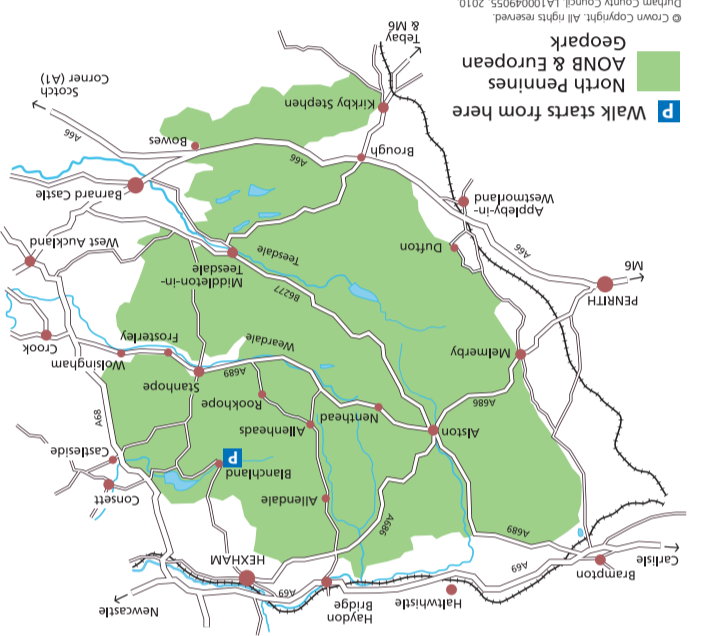 Newcastle
Carlisle
Brampton
A69
Haltwhistle
Haydon
Bridge
A69
HEXHAM
A689
A686
Allendale
Blanchland
P
Consett
Castleside
A68
Alston
Nenthead
Allenheads
Rookhope
A686
A689
Stanhope
Wolsingham
Frosterley
Crook
Weardale
Melmerby
PENRITH
M6
B6277
Middleton-in-
Teesdale
Teesdale
West Auckland
Dufton
A66
Appleby-in-
Westmorland
Barnard Castle
Brough
A66
Bowes
A66
Scotch
Corner (A1)
Kirkby Stephen
Tebay
& M6
P Walk starts from here
North Pennines
AONB & European
Geopark
© Crown Copyright. All rights reserved.
Durham County Council. LA100049055. 2010.